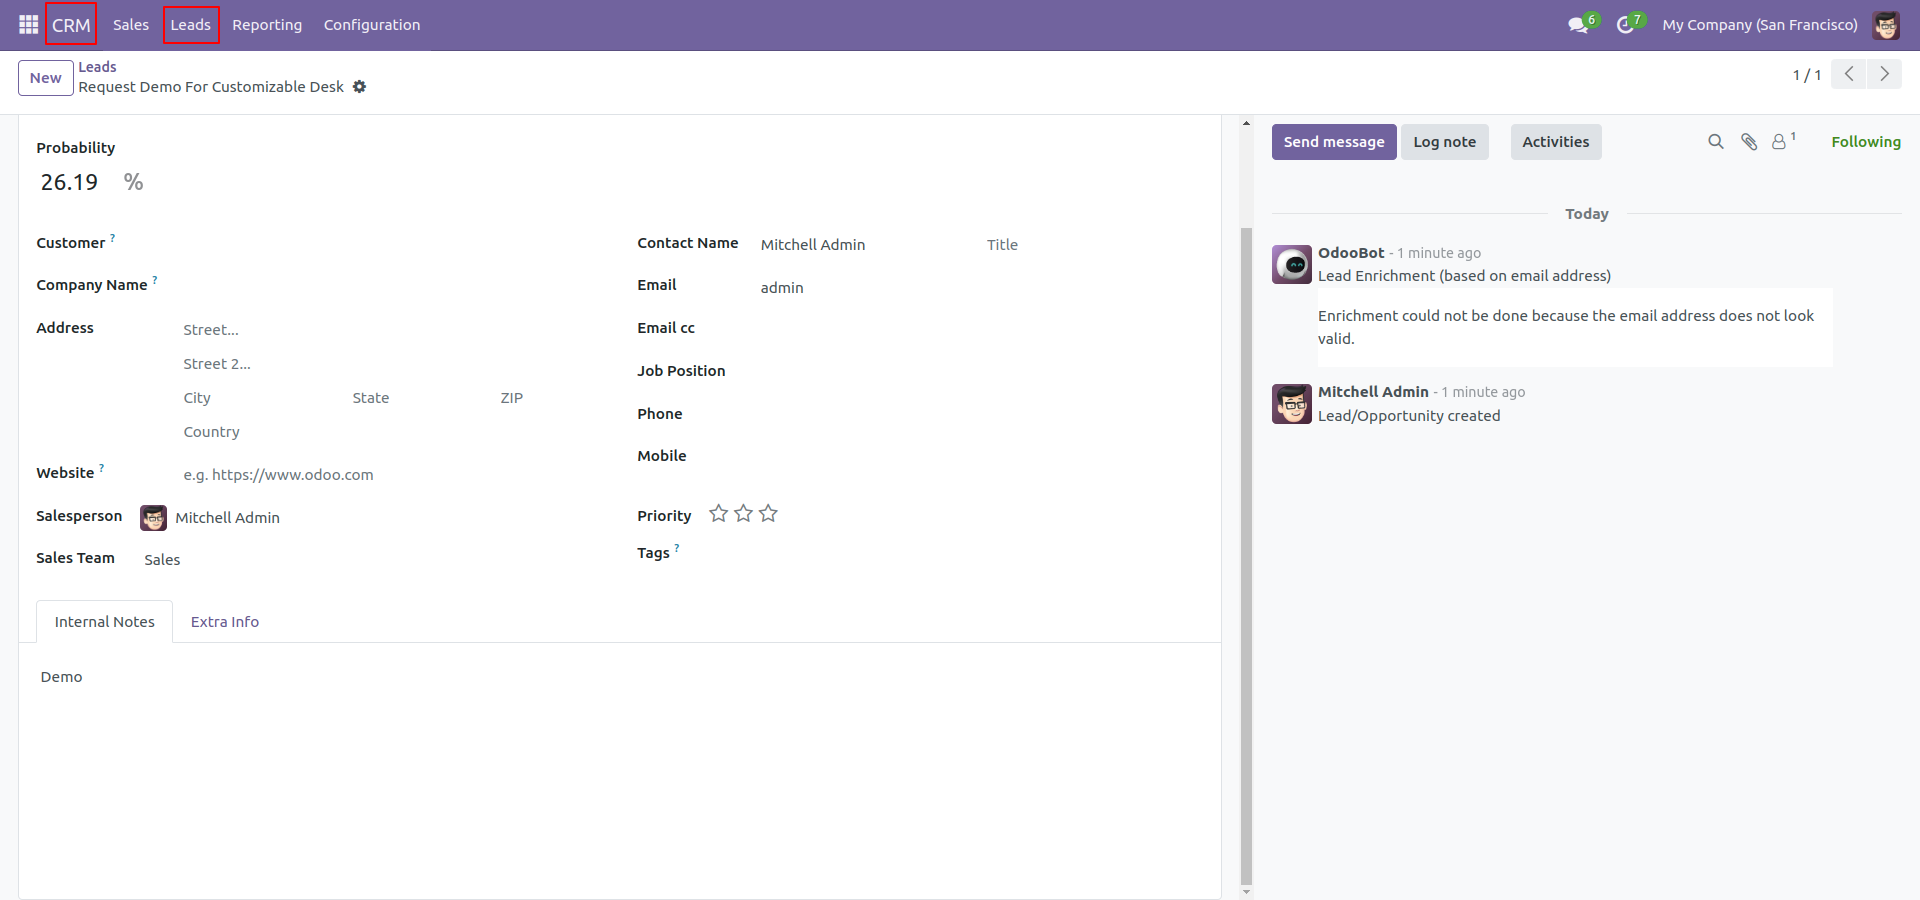 CRM Sales Leads Reporting Configuration 6 7 My Company (San Francisco)
New Leads
Request Demo For Customizable Desk 1 / 1
Probability
26.19 %
Customer ?
Company Name ?
Address Street...
Street 2...
City State ZIP
Country
Website ? e.g. https://www.odoo.com
Salesperson Mitchell Admin
Sales Team Sales
Contact Name Mitchell Admin Title
Email admin
Email cc
Job Position
Phone
Mobile
Priority
Tags ?
Internal Notes Extra Info
Demo
Send message Log note Activities 1 Following
Today
OdooBot - 1 minute ago
Lead Enrichment (based on email address)
Enrichment could not be done because the email address does not look
valid.
Mitchell Admin - 1 minute ago
Lead/Opportunity created